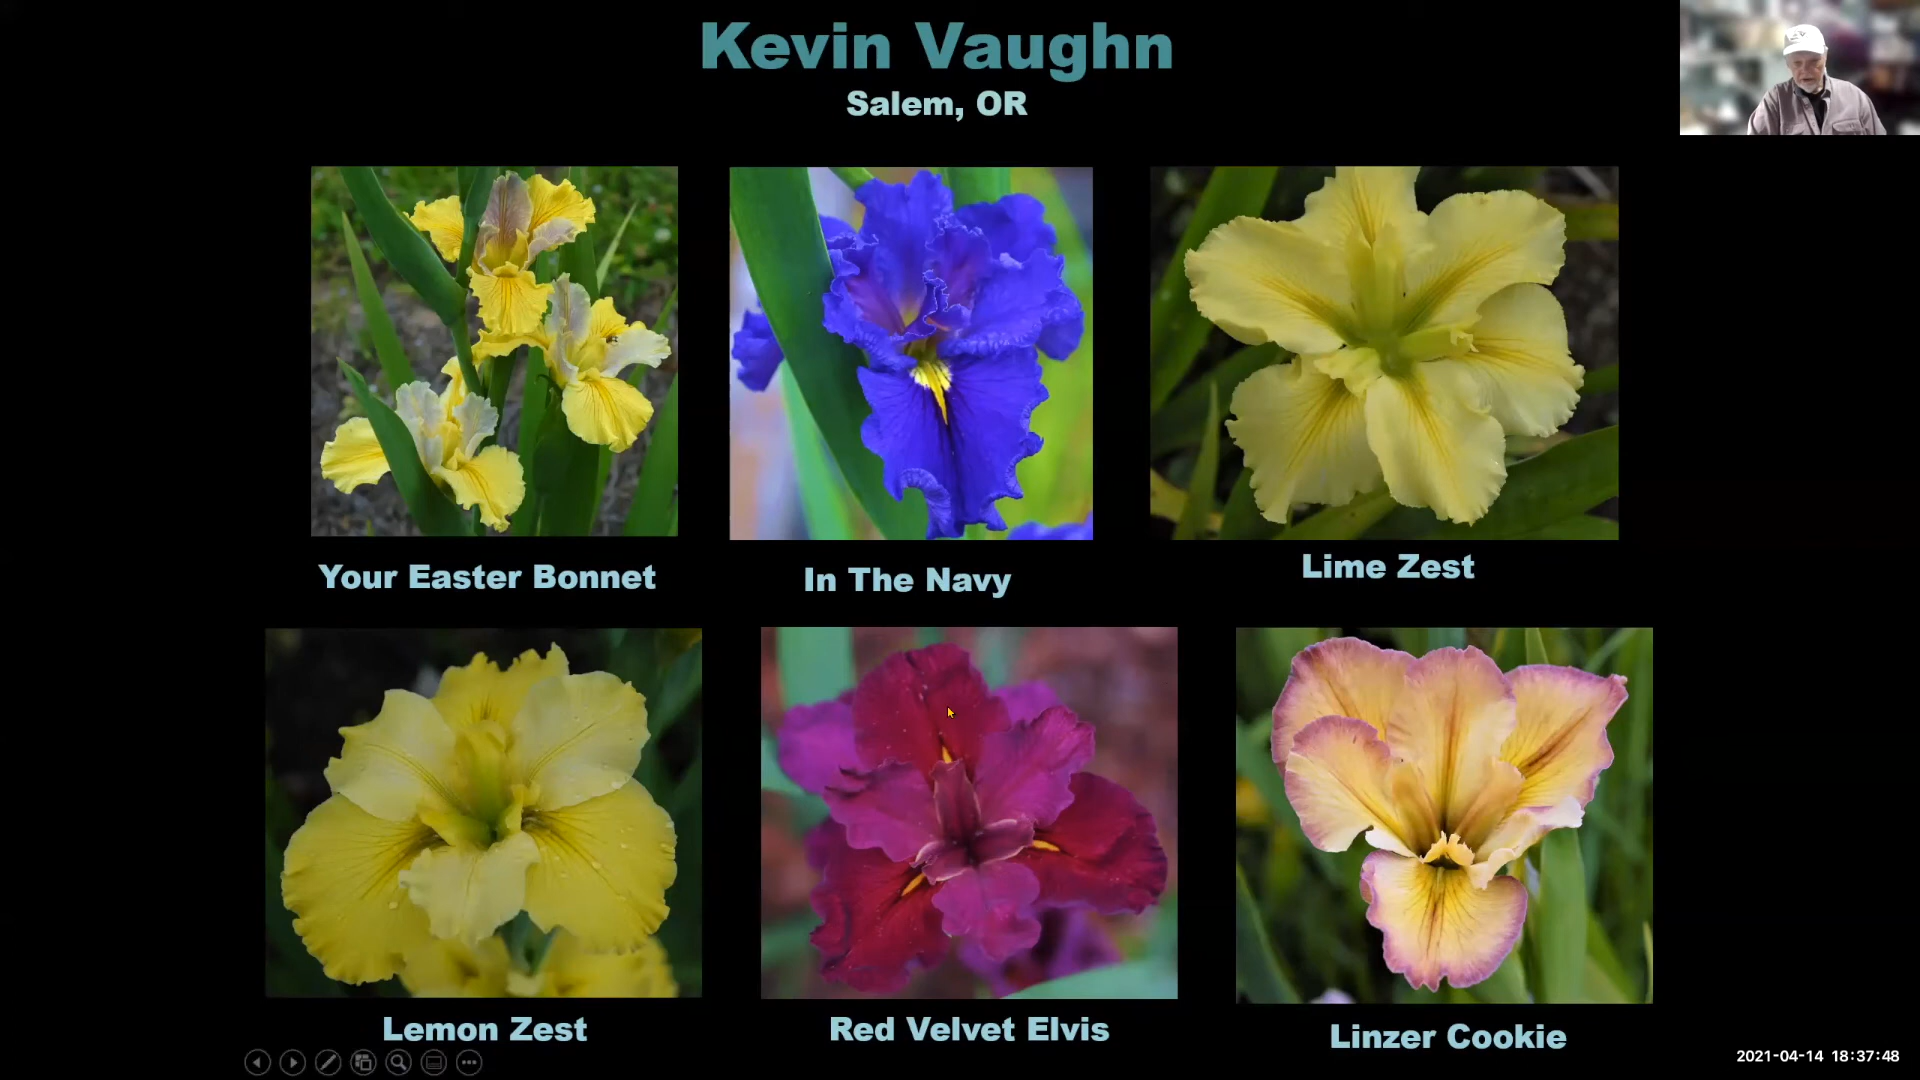 Kevin Vaughn
Salem, OR
Your Easter Bonnet
In The Navy
Lime Zest
Lemon Zest
Red Velvet Elvis
Linzer Cookie
2021-04-14 18:37:48